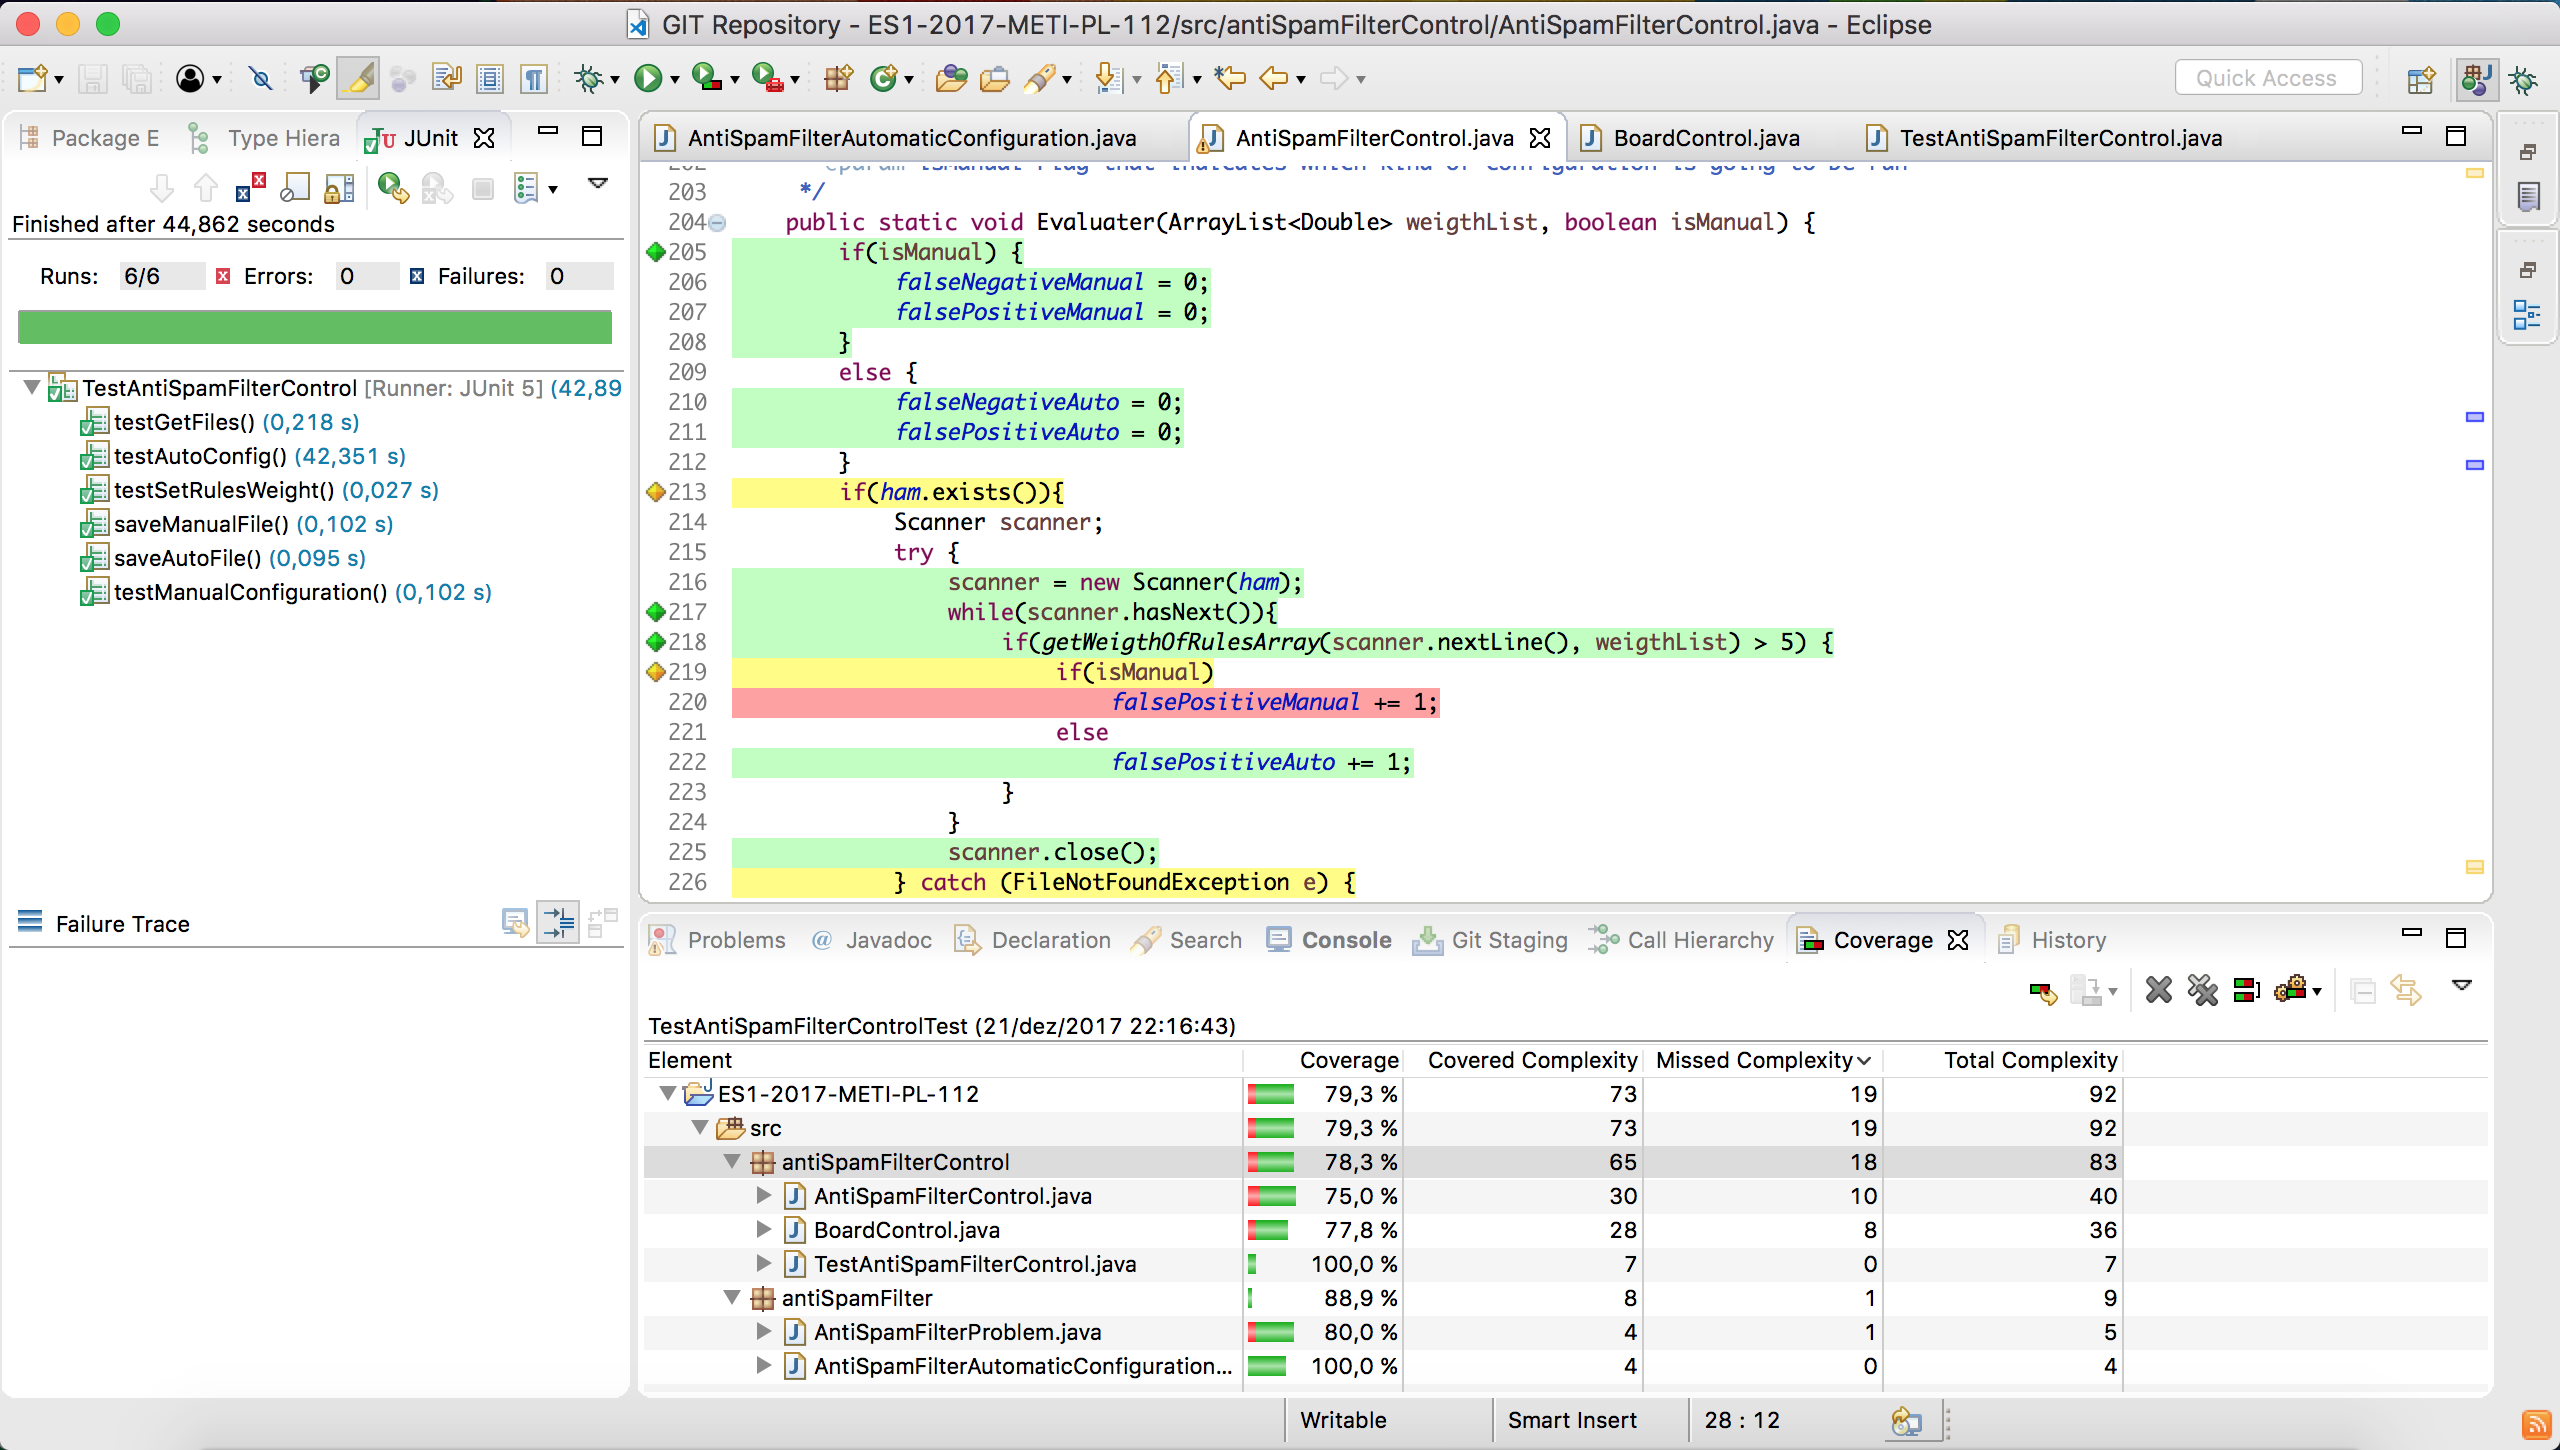 GIT Repository - ES1-2017-METI-PL-112/src/antiSpamFilterControl/AntiSpamFilterControl.java - Eclipse
Quick Access
Package E
Type Hiera
JUnit
Finished after 44,862 seconds
Runs: 6/6 Errors: 0 Failures: 0
TestAntiSpamFilterControl [Runner: JUnit 5] (42,89
testGetFiles() (0,218 s)
testAutoConfig() (42,351 s)
testSetRulesWeight() (0,027 s)
saveManualFile() (0,102 s)
saveAutoFile() (0,095 s)
testManualConfiguration() (0,102 s)
Failure Trace
AntiSpamFilterAutomaticConfiguration.java
AntiSpamFilterControl.java
BoardControl.java
TestAntiSpamFilterControl.java
203 */
204 public static void Evaluater(ArrayList<Double> weigthList, boolean isManual) {
205 if(isManual) {
206 falseNegativeManual = 0;
207 falsePositiveManual = 0;
208 }
209 else {
210 falseNegativeAuto = 0;
211 falsePositiveAuto = 0;
212 }
213 if(ham.exists()){
214 Scanner scanner;
215 try {
216 scanner = new Scanner(ham);
217 while(scanner.hasNext()){
218 if(getWeigthOfRulesArray(scanner.nextLine(), weigthList) > 5) {
219 if(isManual)
220 falsePositiveManual += 1;
221 else
222 falsePositiveAuto += 1;
223 }
224 }
225 scanner.close();
226 } catch (FileNotFoundException e) {
Problems @ Javadoc Declaration Search Console Git Staging Call Hierarchy Coverage History
TestAntiSpamFilterControlTest (21/dez/2017 22:16:43)
Element Coverage Covered Complexity Missed Complexity Total Complexity
ES1-2017-METI-PL-112 79,3 % 73 19 92
src 79,3 % 73 19 92
antiSpamFilterControl 78,3 % 65 18 83
AntiSpamFilterControl.java 75,0 % 30 10 40
BoardControl.java 77,8 % 28 8 36
TestAntiSpamFilterControl.java 100,0 % 7 0 7
antiSpamFilter 88,9 % 8 1 9
AntiSpamFilterProblem.java 80,0 % 4 1 5
AntiSpamFilterAutomaticConfiguration... 100,0 % 4 0 4
Writable Smart Insert 28 : 12